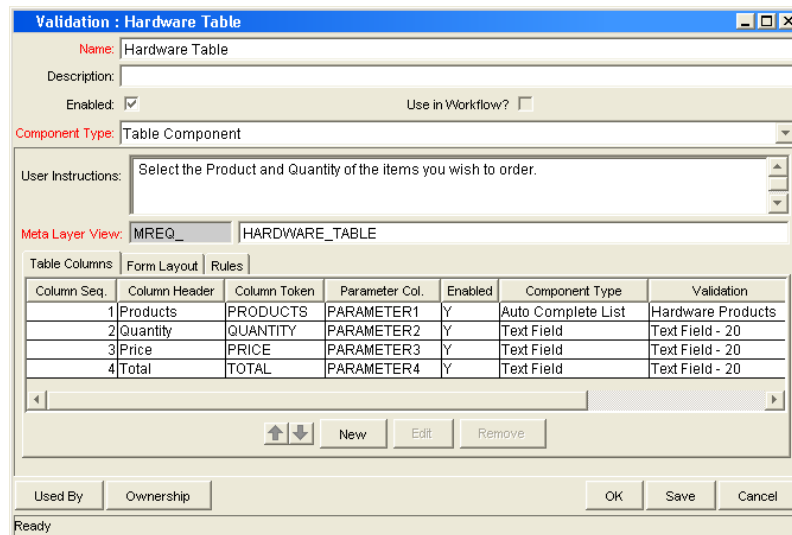 Validation : Hardware Table
Name: Hardware Table
Description:
Enabled: Use in Workflow?
Component Type: Table Component
User Instructions: Select the Product and Quantity of the items you wish to order.
Meta Layer View: MREQ_ HARDWARE_TABLE
Table Columns Form Layout Rules
Column Seq. Column Header Column Token Parameter Col. Enabled Component Type Validation
1 Products PRODUCTS PARAMETER1 Y Auto Complete List Hardware Products
2 Quantity QUANTITY PARAMETER2 Y Text Field Text Field - 20
3 Price PRICE PARAMETER3 Y Text Field Text Field - 20
4 Total TOTAL PARAMETER4 Y Text Field Text Field - 20
New Edit Remove
Used By Ownership OK Save Cancel
Ready